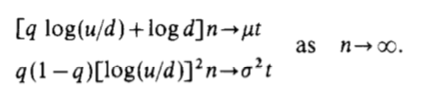 [q log(u/d)+log d]n→μt
as n→∞.
q(1−q)[log(u/d)]²n→σ²t